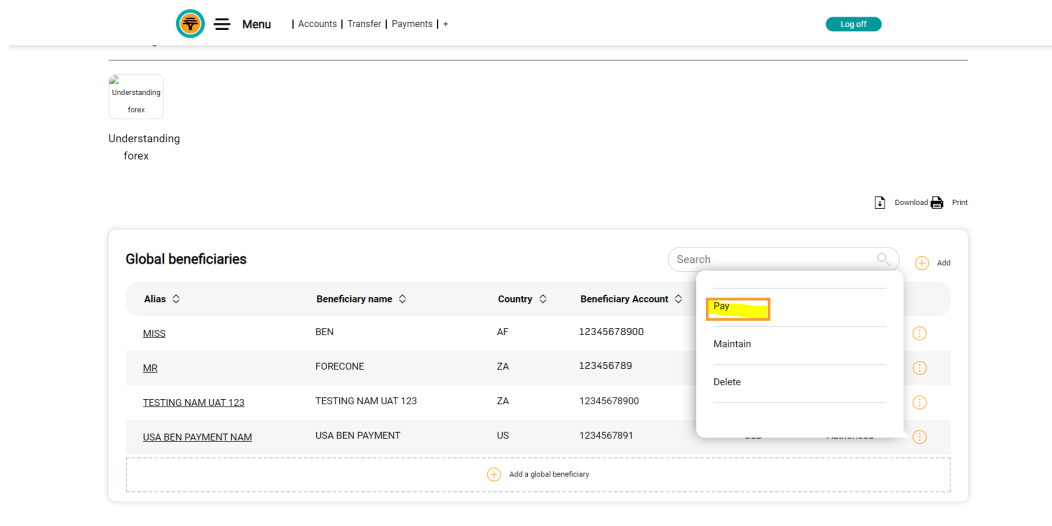 Menu | Accounts | Transfer | Payments | +
Log off
Understanding
forex
Understanding
forex
Download Print
Global beneficiaries
Search
Add
Alias Beneficiary name Country Beneficiary Account
Pay
MISS BEN AF 12345678900
Maintain
MR FORECONE ZA 123456789
Delete
TESTING NAM UAT 123 TESTING NAM UAT 123 ZA 12345678900
USA BEN PAYMENT NAM USA BEN PAYMENT US 1234567891
Add a global beneficiary